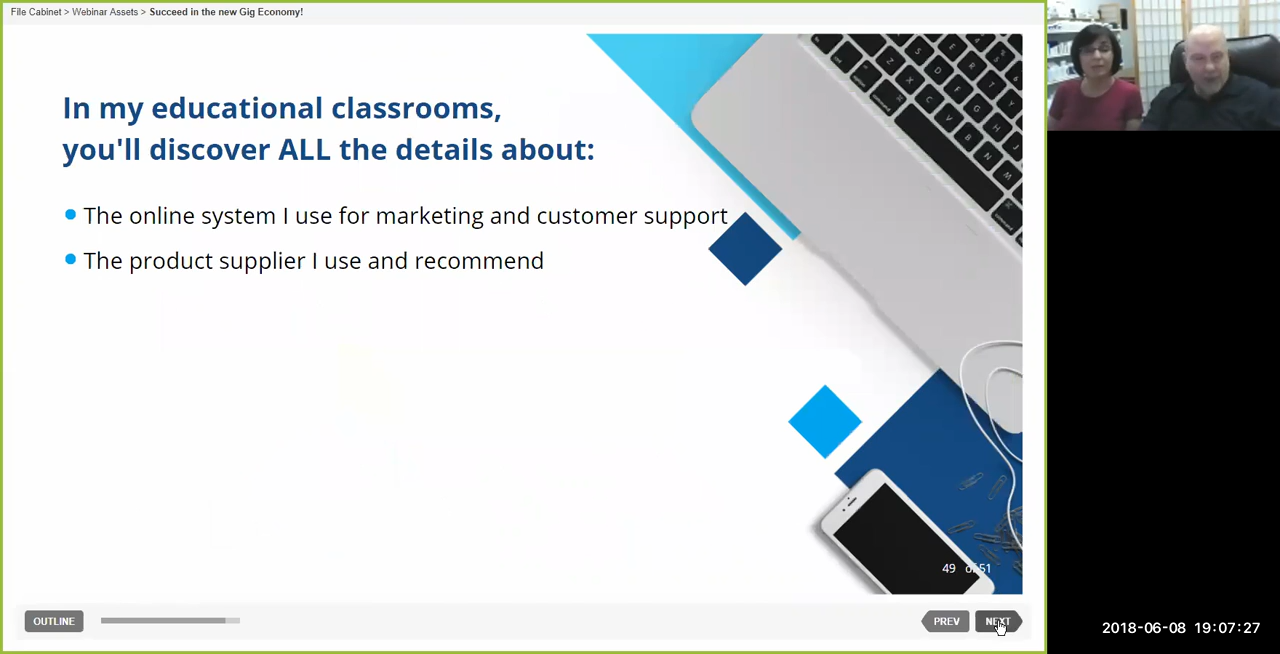 File Cabinet > Webinar Assets > Succeed in the new Gig Economy!
In my educational classrooms,
you'll discover ALL the details about:
The online system I use for marketing and customer support
The product supplier I use and recommend
49 of 51
OUTLINE
PREV
NEXT
2018-06-08 19:07:27